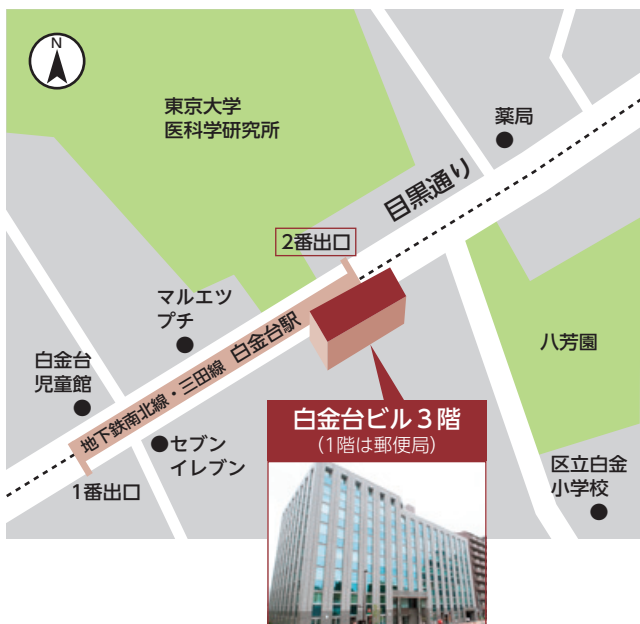 N
東京大学
医科学研究所
薬局
目黒通り
2番出口
マルエツ
プチ
白金台
児童館
地下鉄南北線・三田線 白金台駅
八芳園
白金台ビル3階
(1階は郵便局)
セブン
イレブン
1番出口
区立白金
小学校